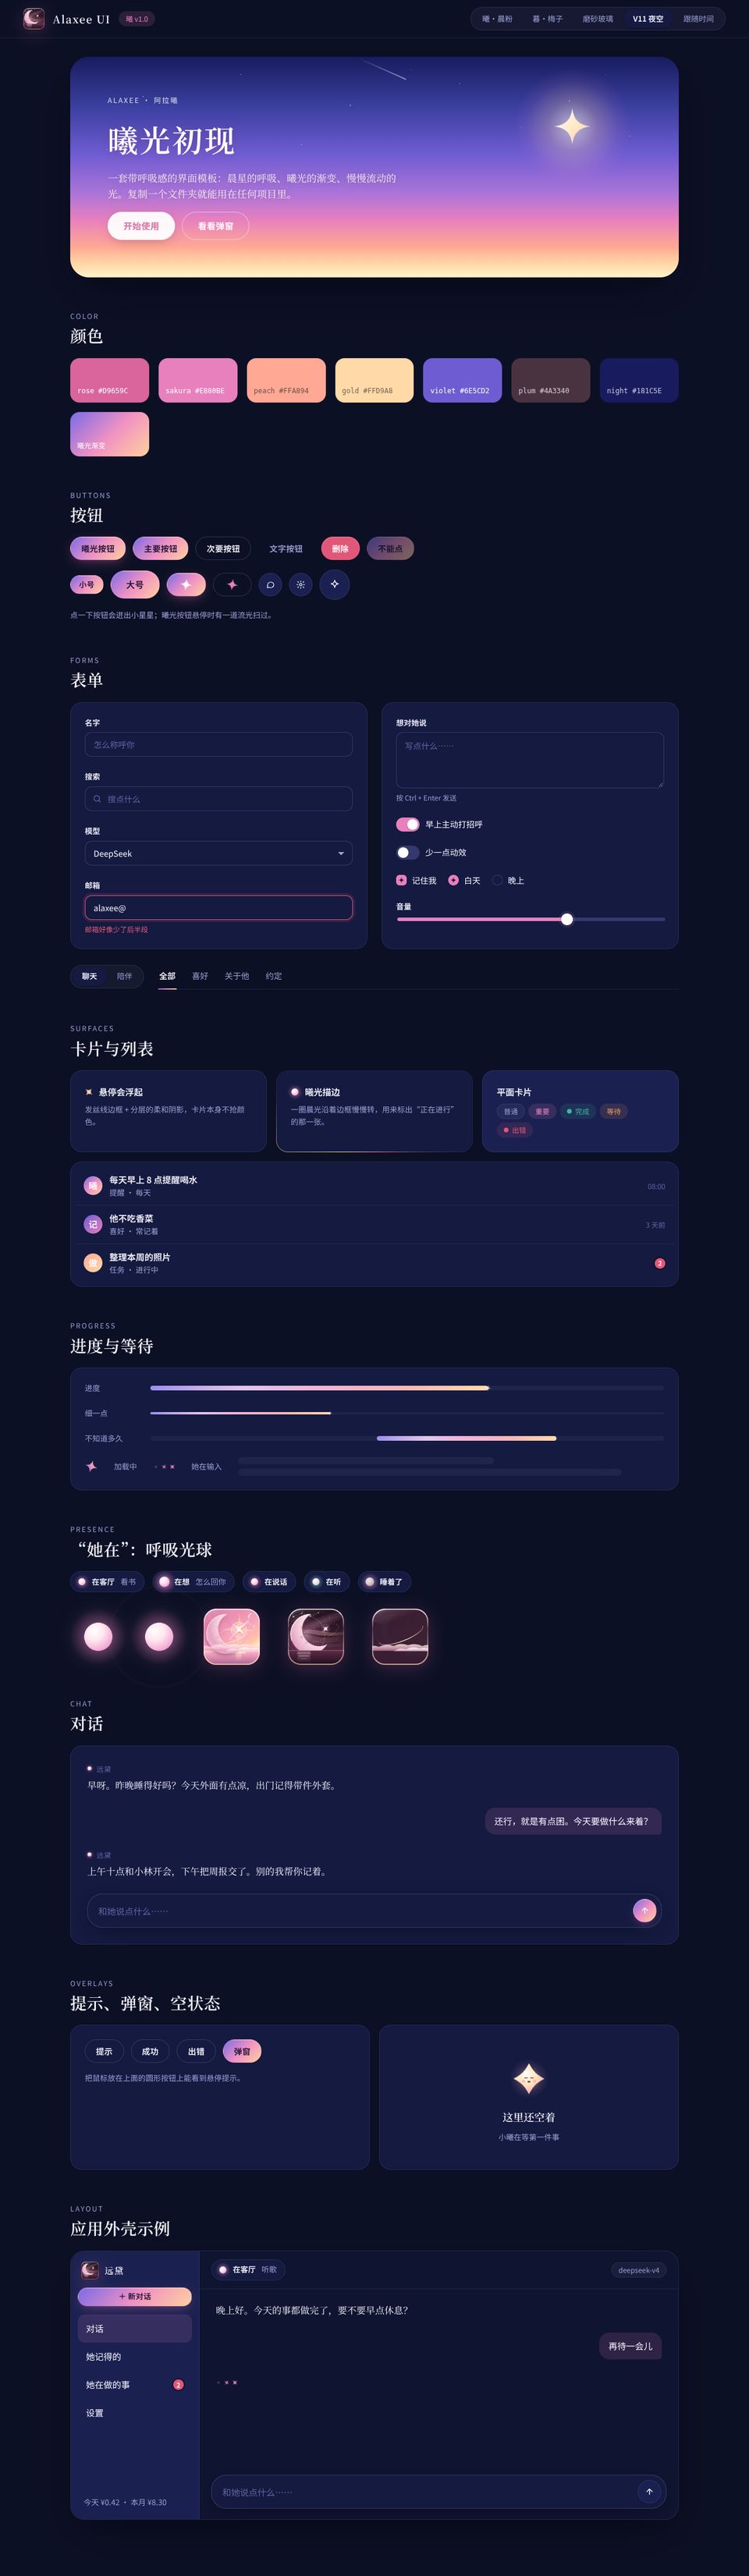 Alaxee UI
曦 v1.0
曦·晨粉
暮·梅子
磨砂玻璃
V11 夜空
跟随时间
ALAXEE · 阿拉曦
曦光初现
一套带呼吸感的界面模板：晨星的呼吸、曦光的渐变、慢慢流动的
光。复制一个文件夹就能用在任何项目里。
开始使用
看看弹窗
COLOR
颜色
rose #D9659C
sakura #E880BE
peach #FFA894
gold #FFD9A8
violet #6E5CD2
plum #4A3340
night #181C5E
曦光渐变
BUTTONS
按钮
曦光按钮
主要按钮
次要按钮
文字按钮
删除
不能点
小号
大号
点一下按钮会迸出小星星；曦光按钮悬停时有一道流光扫过。
FORMS
表单
名字
怎么称呼你
搜索
搜点什么
模型
DeepSeek
邮箱
alaxee@
邮箱好像少了后半段
想对她说
写点什么……
按 Ctrl + Enter 发送
早上主动打招呼
少一点动效
记住我
白天
晚上
音量
聊天
陪伴
全部
喜好
关于他
约定
SURFACES
卡片与列表
悬停会浮起
发丝线边框 + 分层的柔和阴影，卡片本身不抢颜
色。
曦光描边
一圈晨光沿着边框慢慢转，用来标出“正在进行”
的那一张。
平面卡片
普通
重要
完成
等待
出错
曦
每天早上 8 点提醒喝水
提醒 · 每天
08:00
记
他不吃香菜
喜好 · 常记着
3 天前
做
整理本周的照片
任务 · 进行中
2
PROGRESS
进度与等待
进度
细一点
不知道多久
加载中
她在输入
PRESENCE
“她在”：呼吸光球
在客厅 看书
在想 怎么回你
在说话
在听
睡着了
CHAT
对话
远黛
早呀。昨晚睡得好吗？今天外面有点凉，出门记得带件外套。
还行，就是有点困。今天要做什么来着？
远黛
上午十点和小林开会，下午把周报交了。别的我帮你记着。
和她说点什么……
OVERLAYS
提示、弹窗、空状态
提示
成功
出错
弹窗
把鼠标放在上面的圆形按钮上能看到悬停提示。
这里还空着
小曦在等第一件事
LAYOUT
应用外壳示例
远黛
+ 新对话
对话
她记得的
她在做的事
2
设置
今天 ¥0.42 · 本月 ¥8.30
在客厅 听歌
deepseek-v4
晚上好。今天的事都做完了，要不要早点休息？
再待一会儿
和她说点什么……